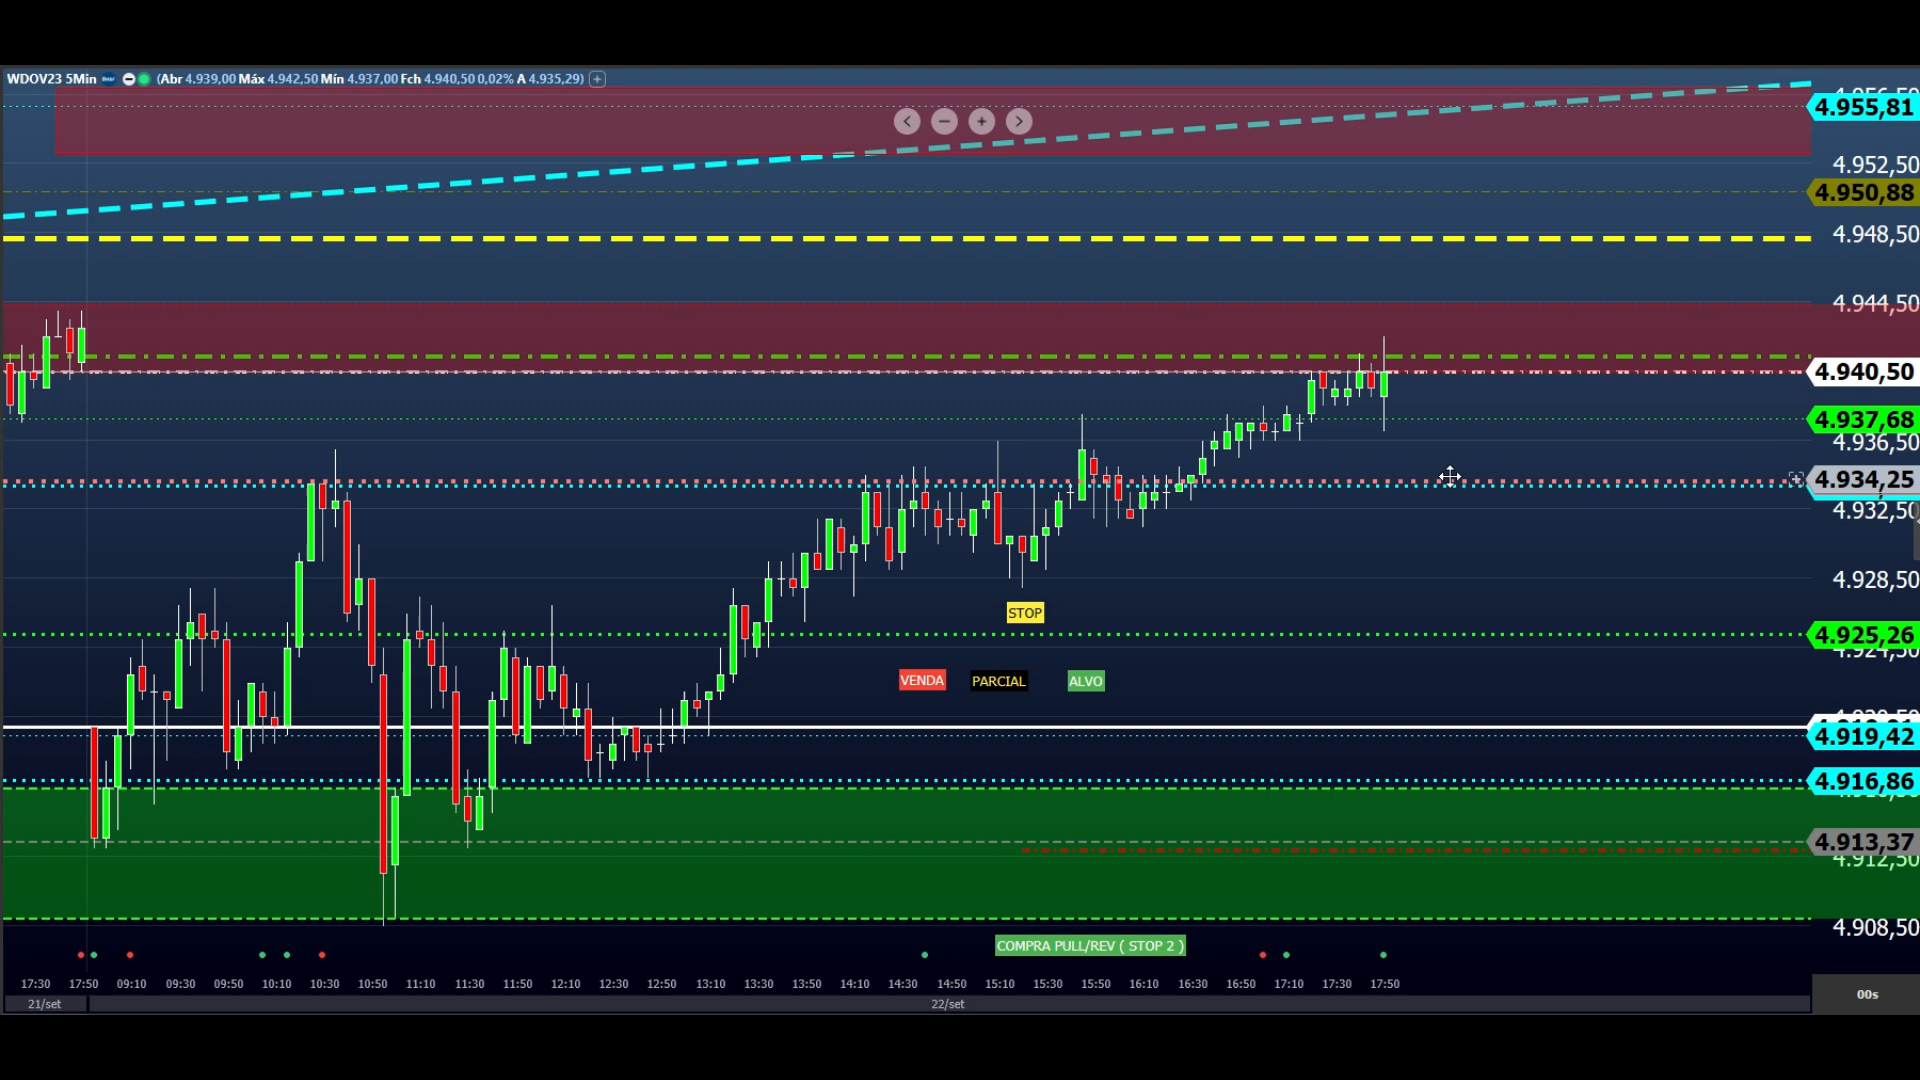 WDOV23 5Min (Abr 4.939,00 Máx 4.942,50 Mín 4.937,00 Fch 4.940,50 0,02% A 4.935,29)
4.955,81
4.952,50
4.950,88
4.948,50
4.944,50
4.940,50
4.937,68
4.936,50
4.934,25
4.932,50
4.928,50
STOP
4.925,26
VENDA PARCIAL ALVO
4.919,42
4.916,86
4.913,37
4.912,50
4.908,50
COMPRA PULL/REV ( STOP 2 )
17:30 17:50 09:10 09:30 09:50 10:10 10:30 10:50 11:10 11:30 11:50 12:10 12:30 12:50 13:10 13:30 13:50 14:10 14:30 14:50 15:10 15:30 15:50 16:10 16:30 16:50 17:10 17:30 17:50
00s
21/set 22/set